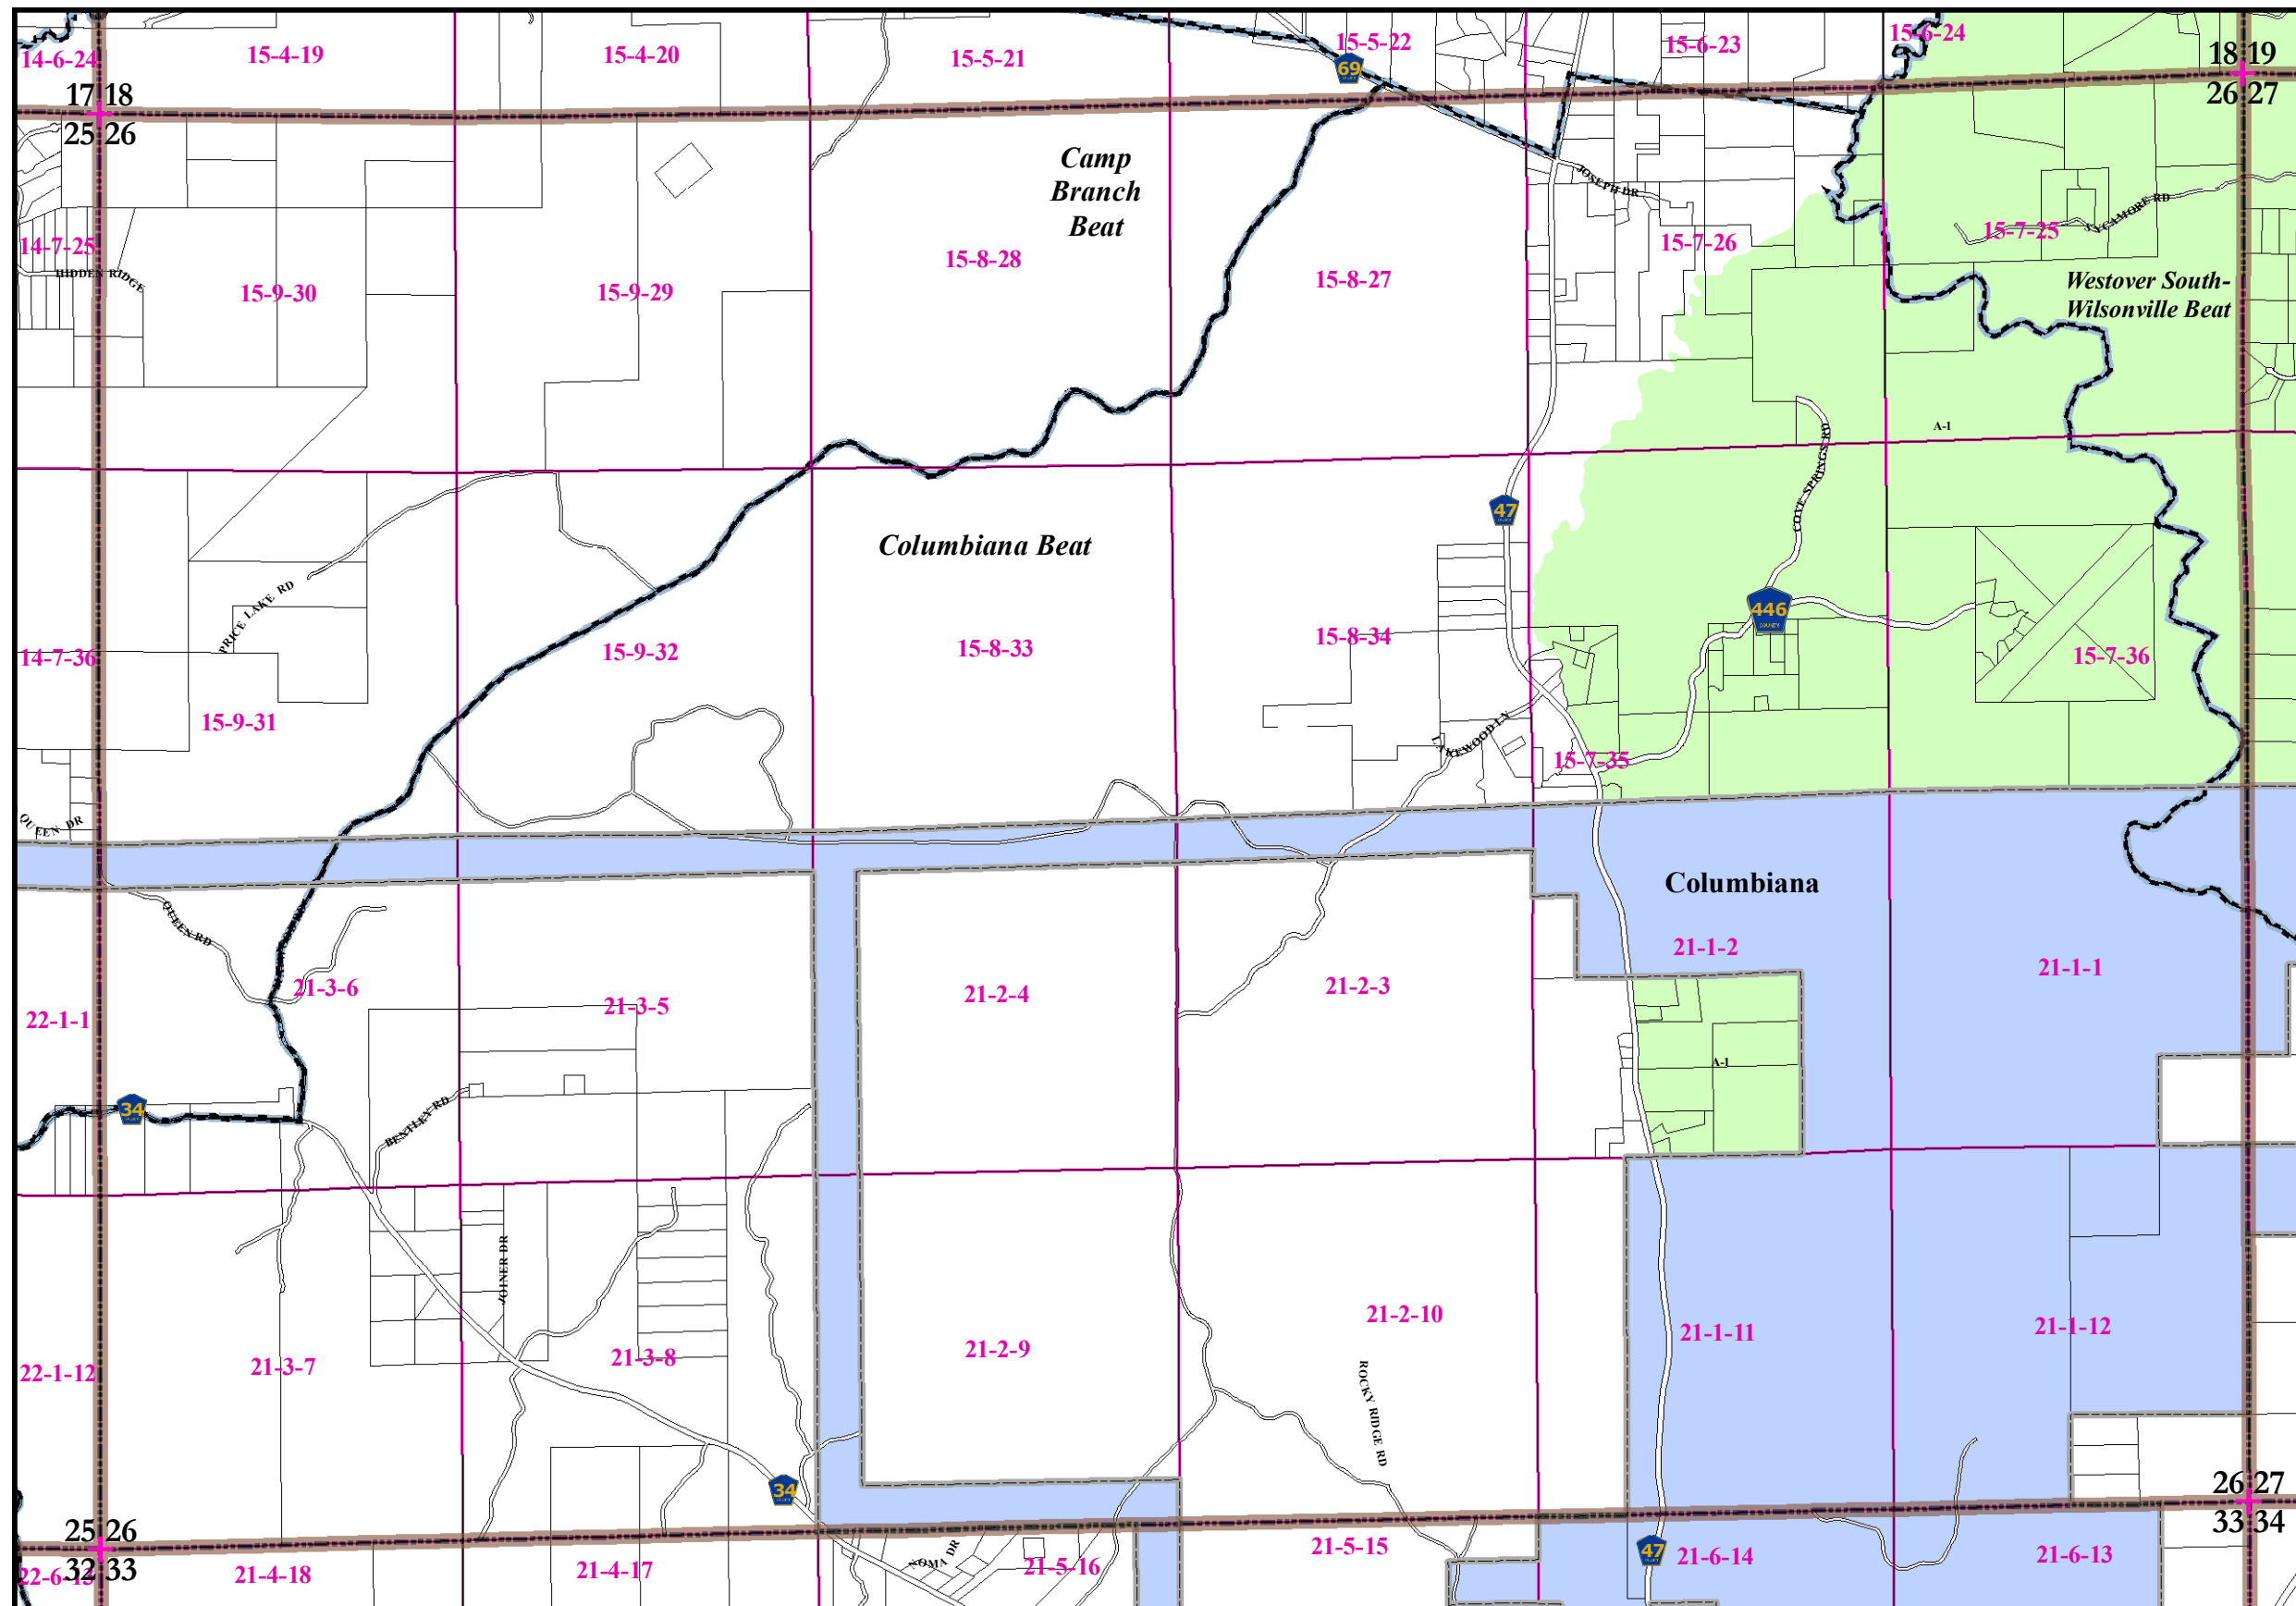 14-6-24
15-4-19
15-4-20
15-5-21
15-5-22
15-6-23
15-6-24
69
18 19
26 27
17 18
25 26
Camp
Branch
Beat
JOSEPH DR
SYCAMORE RD
14-7-25
HIDDEN RIDGE
15-9-30
15-9-29
15-8-28
15-8-27
15-7-26
15-7-25
Westover South-
Wilsonville Beat
A-1
COVE SPRINGS RD
47
Columbiana Beat
PRICE LAKE RD
446
COUNTY
14-7-36
15-9-31
15-9-32
15-8-33
15-8-34
15-7-36
LAKEWOOD LN
15-7-35
QUEEN DR
Columbiana
QUEEN RD
22-1-1
21-3-6
21-3-5
21-2-4
21-2-3
21-1-2
21-1-1
A-1
34
BENTLEY RD
JOINER DR
22-1-12
21-3-7
21-3-8
21-2-9
21-2-10
21-1-11
21-1-12
ROCKY RIDGE RD
34
26 27
33 34
25 26
32 33
47
NOMA DR
21-4-18
21-4-17
21-5-16
21-5-15
21-6-14
21-6-13